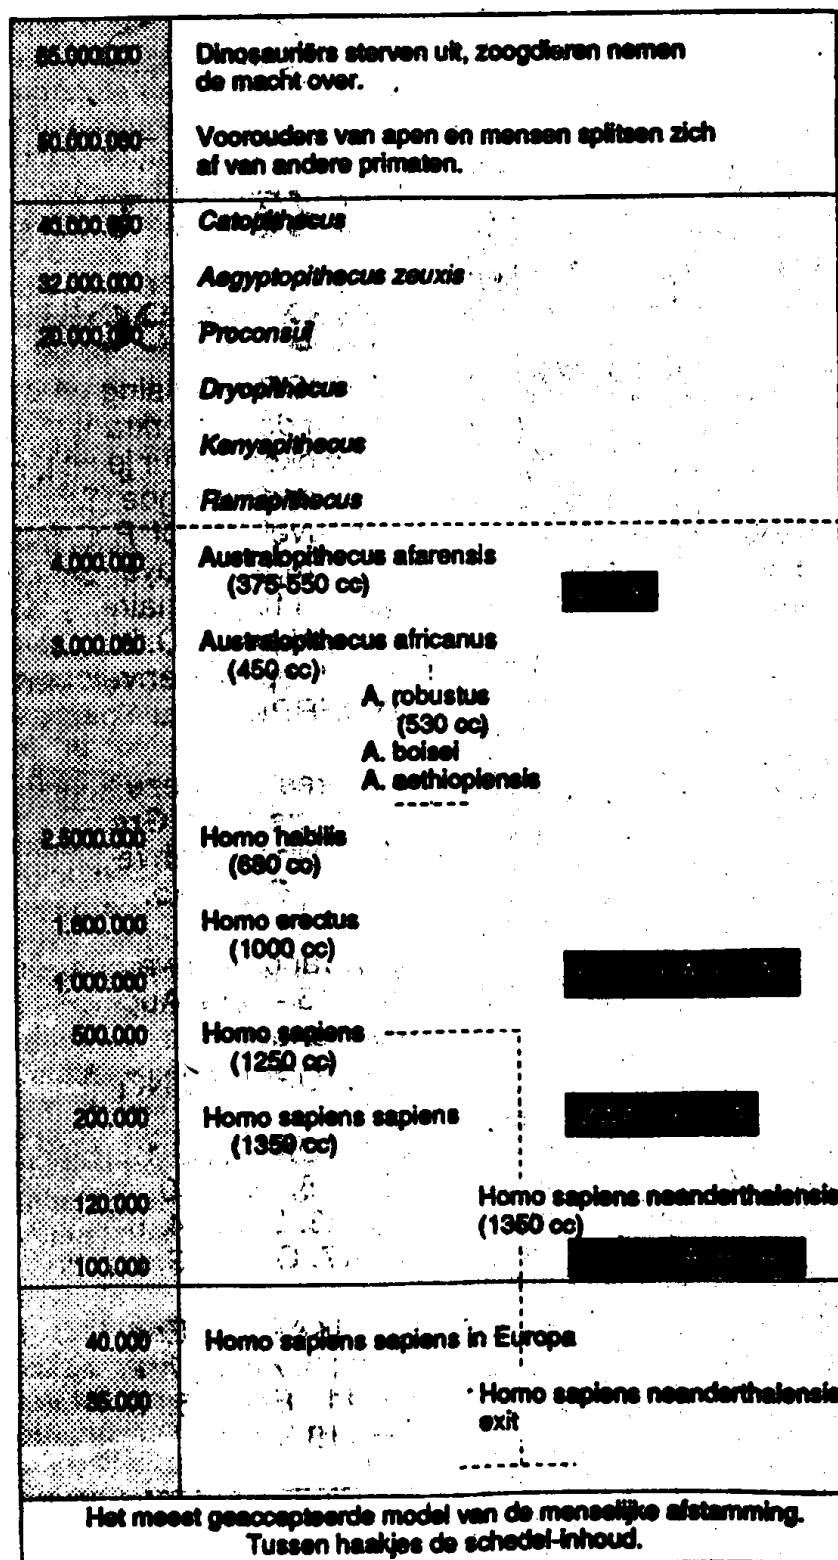 65.000.000 Dinosauriërs sterven uit, zoogdieren nemen
de macht over.
50.000.000 Voorouders van apen en mensen splitsen zich
af van andere primaten.
40.000.000 Catopithecus
32.000.000 Aegyptopithecus zeuxis
20.000.000 Proconsul
Dryopithecus
Kenyapithecus
Ramapithecus
4.000.000 Australopithecus afarensis
(375-550 cc)
3.000.000 Australopithecus africanus
(450 cc)
A. robustus
(530 cc)
A. boisei
A. aethiopiensis
2.5000.000 Homo habilis
(680 cc)
Homo erectus
(1000 cc)
1.000.000
500.000 Homo sapiens
(1250 cc)
200.000 Homo sapiens sapiens
(1350 cc)
120.000 Homo sapiens neanderthalensis
(1350 cc)
100.000
40.000 Homo sapiens sapiens in Europa
35.000 Homo sapiens neanderthalensis
exit
Het meest geaccepteerde model van de menselijke afstamming.
Tussen haakjes de schedel-inhoud.